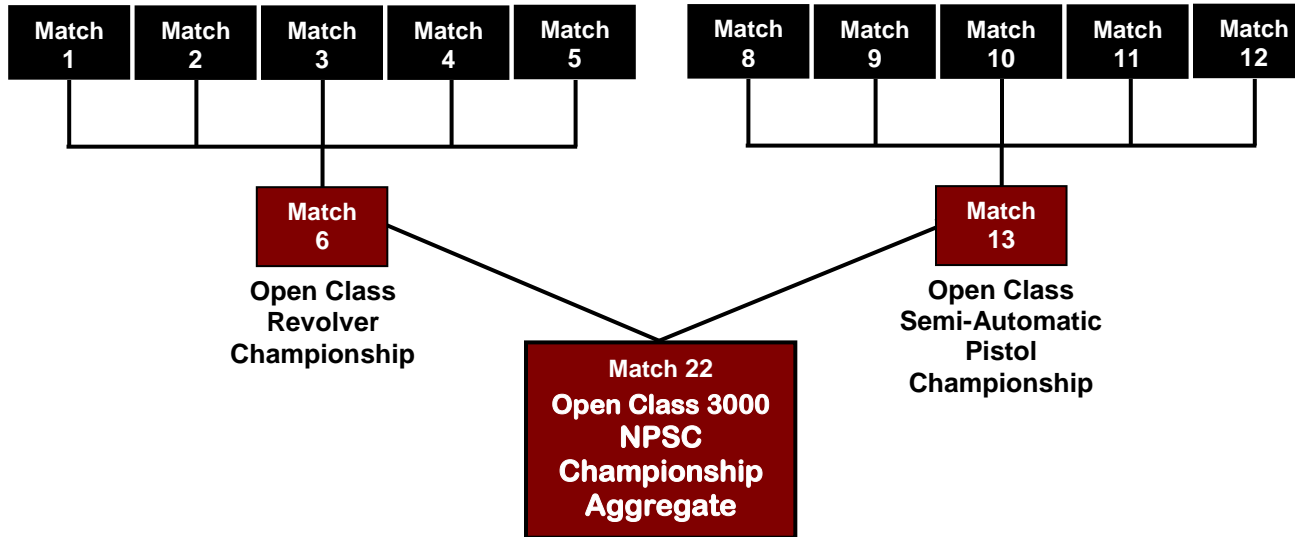 Match
1
Match
2
Match
3
Match
4
Match
5
Match
8
Match
9
Match
10
Match
11
Match
12
Match
6
Match
13
Open Class
Revolver
Championship
Open Class
Semi-Automatic
Pistol
Championship
Match 22
Open Class 3000
NPSC
Championship
Aggregate